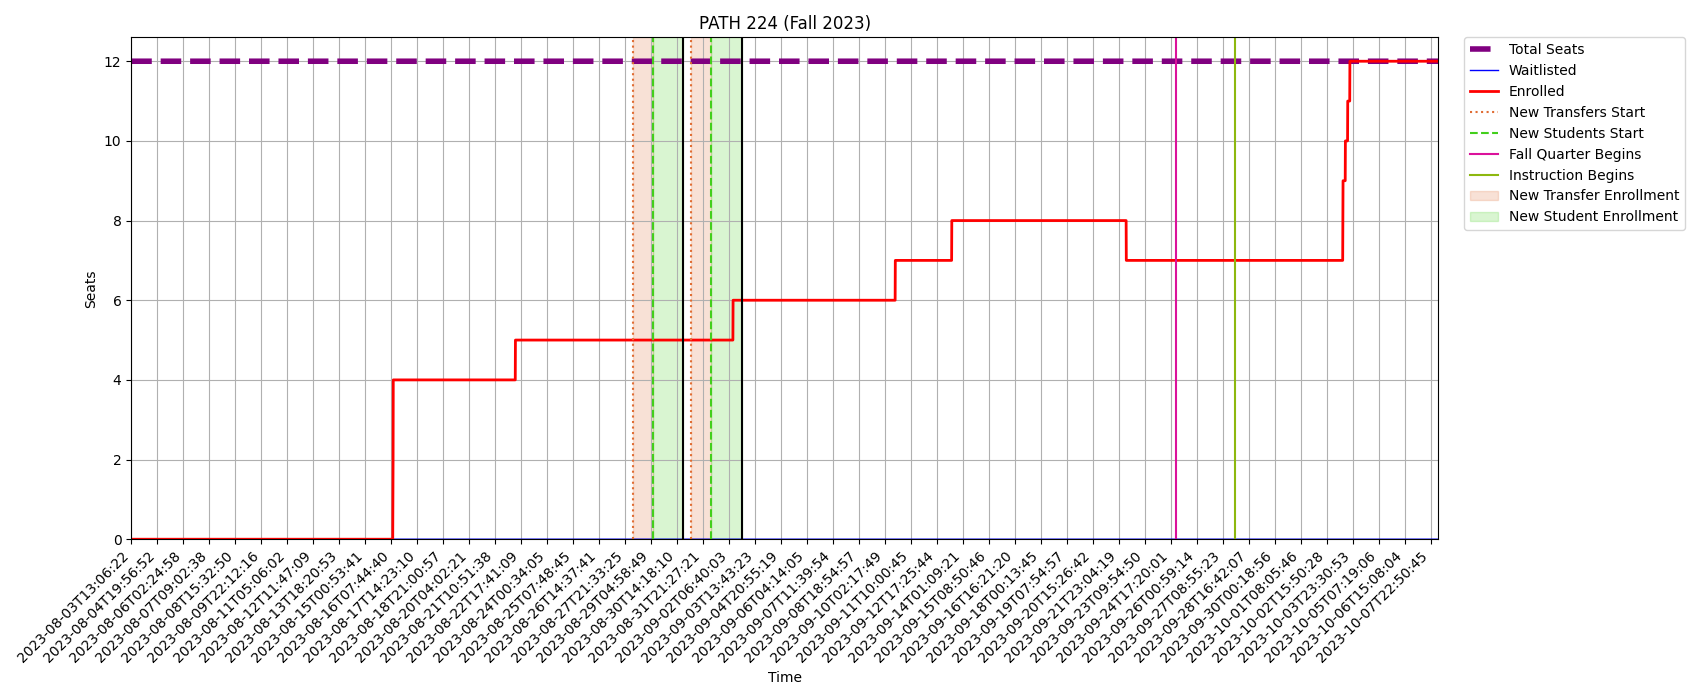 PATH 224 (Fall 2023)
Total Seats
Waitlisted
Enrolled
New Transfers Start
New Students Start
Fall Quarter Begins
Instruction Begins
New Transfer Enrollment
New Student Enrollment
Seats
12
10
8
6
4
2
0
2023-08-03T13:06:22
2023-08-04T19:56:52
2023-08-06T02:24:58
2023-08-07T09:02:38
2023-08-08T15:32:50
2023-08-09T22:12:16
2023-08-11T05:06:02
2023-08-12T11:47:09
2023-08-13T18:20:53
2023-08-15T00:53:41
2023-08-16T07:44:40
2023-08-17T14:23:10
2023-08-18T21:00:57
2023-08-20T04:02:21
2023-08-21T10:51:38
2023-08-22T17:41:09
2023-08-24T00:34:05
2023-08-25T07:48:45
2023-08-26T14:37:41
2023-08-27T21:33:25
2023-08-29T04:58:49
2023-08-30T14:18:10
2023-08-31T21:27:21
2023-09-02T06:40:03
2023-09-03T13:43:23
2023-09-04T20:55:19
2023-09-06T04:14:05
2023-09-07T11:39:54
2023-09-08T18:54:57
2023-09-10T02:17:49
2023-09-11T10:00:45
2023-09-12T17:25:44
2023-09-14T01:09:21
2023-09-15T08:50:46
2023-09-16T16:21:20
2023-09-18T00:13:45
2023-09-19T07:54:57
2023-09-20T15:26:42
2023-09-21T23:04:19
2023-09-23T09:54:50
2023-09-24T17:20:01
2023-09-26T00:59:14
2023-09-27T08:55:23
2023-09-28T16:42:07
2023-09-30T00:18:56
2023-10-01T08:05:46
2023-10-02T15:50:28
2023-10-03T23:30:53
2023-10-05T07:19:06
2023-10-06T15:08:04
2023-10-07T22:50:45
Time